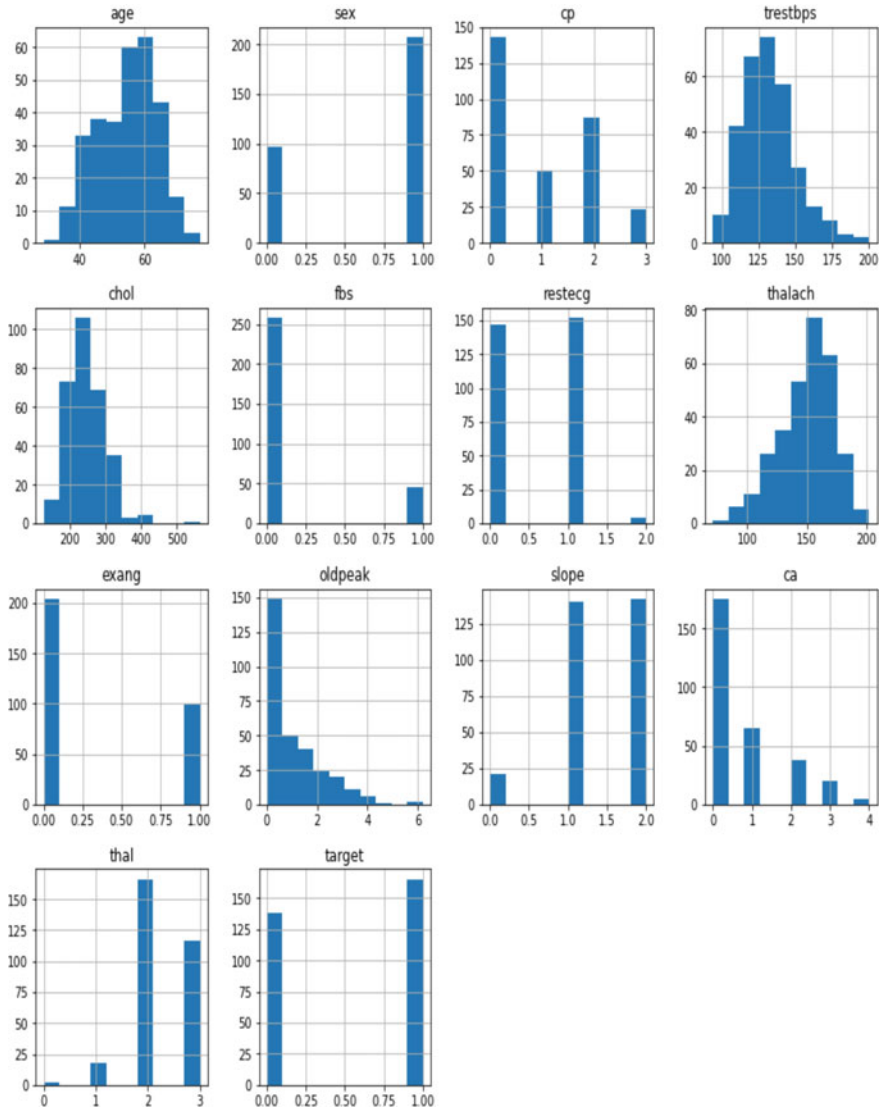 age sex cp trestbps
60 50 40 30 20 10 0
40 60
200 150 100 50 0
0.00 0.25 0.50 0.75 1.00
150 125 100 75 50 25 0
0 1 2 3
60 40 20 0
100 125 150 175 200
chol fbs restecg thalach
100 80 60 40 20 0
200 300 400 500
250 200 150 100 50 0
0.00 0.25 0.50 0.75 1.00
150 125 100 75 50 25 0
0.0 0.5 1.0 1.5 2.0
80 60 40 20 0
100 150 200
exang oldpeak slope ca
200 150 100 50 0
0.00 0.25 0.50 0.75 1.00
150 125 100 75 50 25 0
0 2 4 6
125 100 75 50 25 0
0.0 0.5 1.0 1.5 2.0
150 100 50 0
0 1 2 3 4
thal target
150 125 100 75 50 25 0
0 1 2 3
150 125 100 75 50 25 0
0.00 0.25 0.50 0.75 1.00